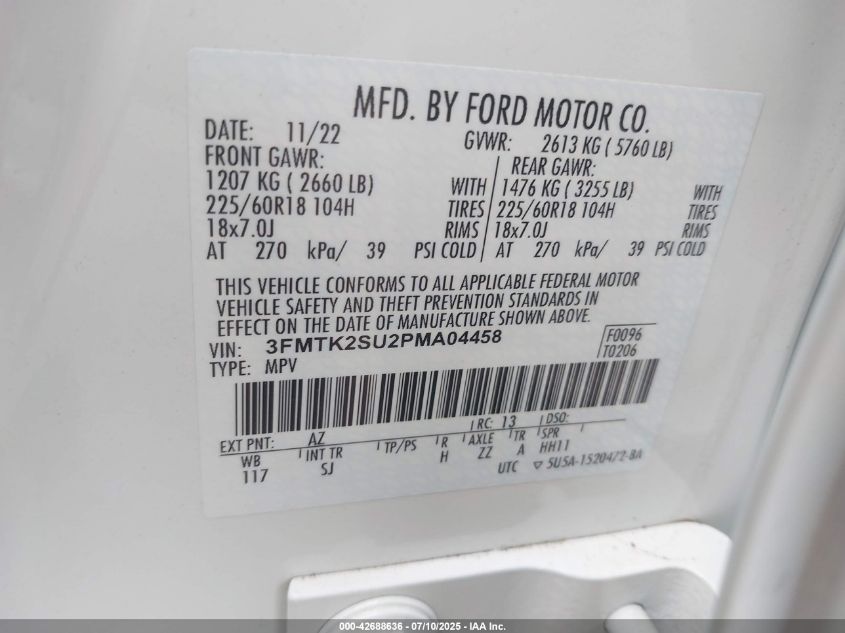 MFD. BY FORD MOTOR CO.
DATE: 11/22 GVWR: 2613 KG ( 5760 LB)
FRONT GAWR: REAR GAWR:
1207 KG ( 2660 LB) WITH 1476 KG ( 3255 LB) WITH
225/60R18 104H TIRES 225/60R18 104H TIRES
18x7.0J RIMS 18x7.0J RIMS
AT 270 kPa/ 39 PSI COLD AT 270 kPa/ 39 PSI COLD
THIS VEHICLE CONFORMS TO ALL APPLICABLE FEDERAL MOTOR
VEHICLE SAFETY AND THEFT PREVENTION STANDARDS IN
EFFECT ON THE DATE OF MANUFACTURE SHOWN ABOVE.
VIN: 3FMTK2SU2PMA04458 F0096
TYPE: MPV T0206
EXT PNT: AZ RC: 13 DSO:
WB INT TR TP/PS R AXLE TR SPR
117 SJ H ZZ A HH11
UTC ▽ 5U5A-1520472-BA
000-42688636 - 07/10/2025 - IAA Inc.